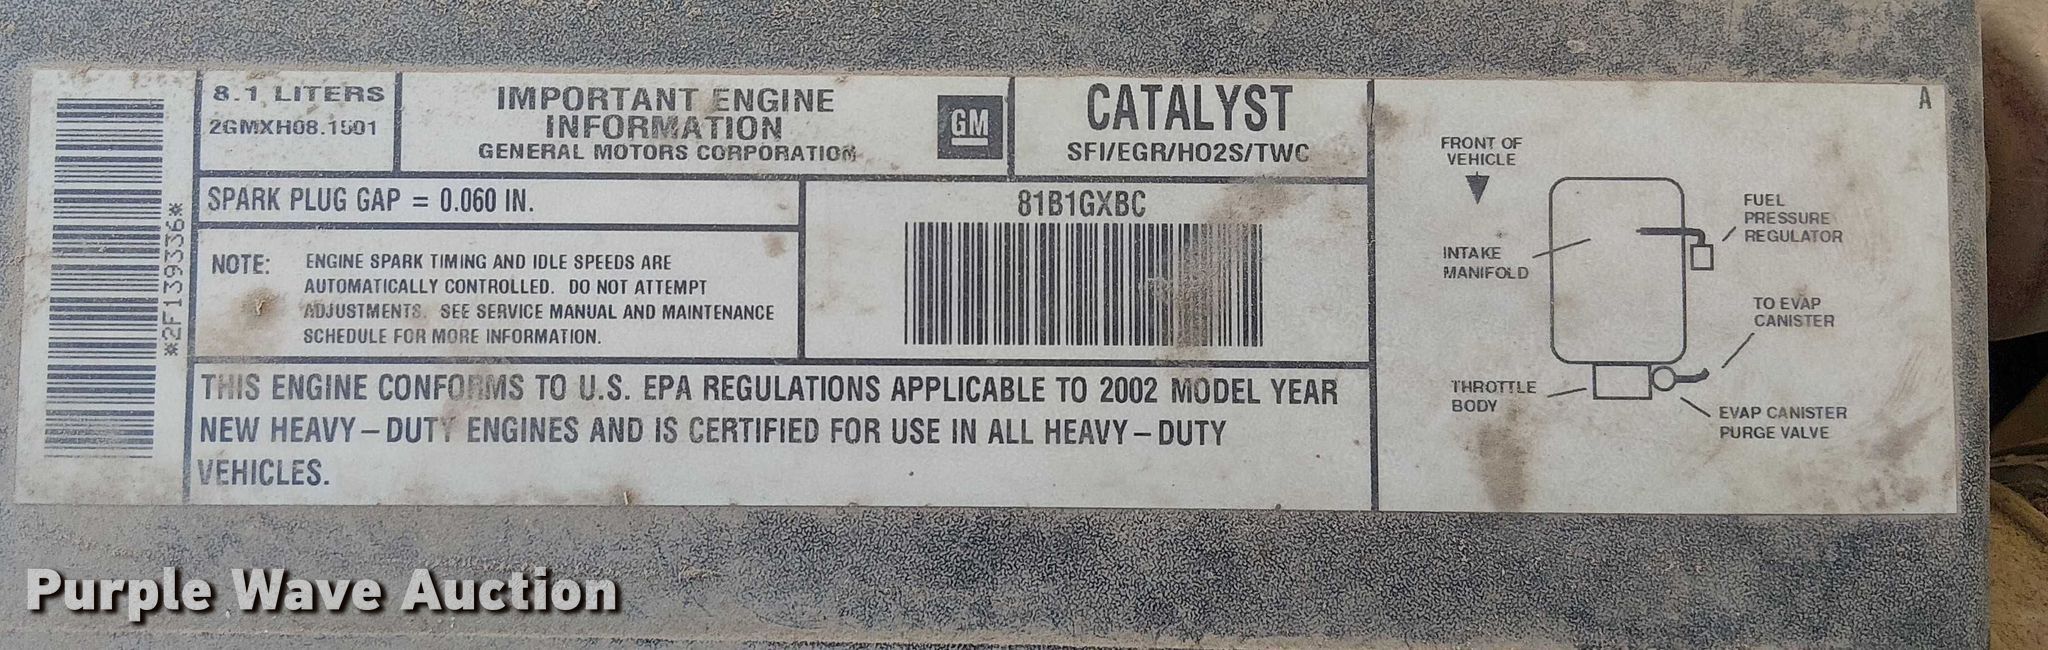 *2F139336*
8.1 LITERS
2GMXH08.1501
IMPORTANT ENGINE
INFORMATION
GENERAL MOTORS CORPORATION
GM
CATALYST
SFI/EGR/HO2S/TWC
SPARK PLUG GAP = 0.060 IN.
NOTE: ENGINE SPARK TIMING AND IDLE SPEEDS ARE
AUTOMATICALLY CONTROLLED. DO NOT ATTEMPT
ADJUSTMENTS. SEE SERVICE MANUAL AND MAINTENANCE
SCHEDULE FOR MORE INFORMATION.
81B1GXBC
THIS ENGINE CONFORMS TO U.S. EPA REGULATIONS APPLICABLE TO 2002 MODEL YEAR
NEW HEAVY-DUTY ENGINES AND IS CERTIFIED FOR USE IN ALL HEAVY-DUTY
VEHICLES.
A
FRONT OF
VEHICLE
FUEL
PRESSURE
REGULATOR
INTAKE
MANIFOLD
TO EVAP
CANISTER
THROTTLE
BODY
EVAP CANISTER
PURGE VALVE
Purple Wave Auction